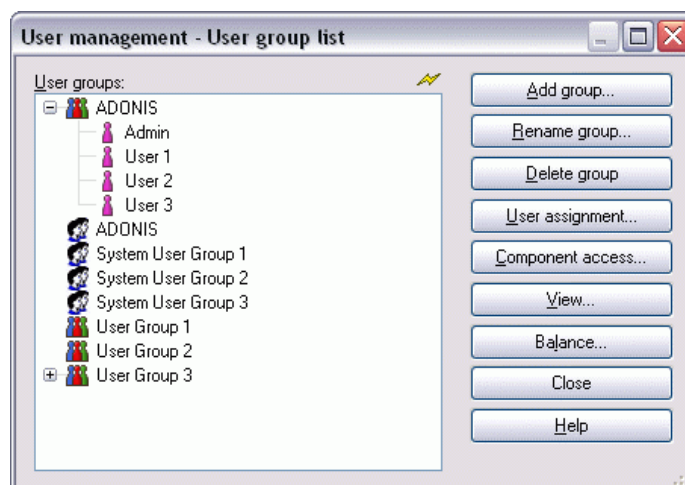 User management - User group list
User groups:
ADONIS
Admin
User 1
User 2
User 3
ADONIS
System User Group 1
System User Group 2
System User Group 3
User Group 1
User Group 2
User Group 3
Add group...
Rename group...
Delete group
User assignment...
Component access...
View...
Balance...
Close
Help